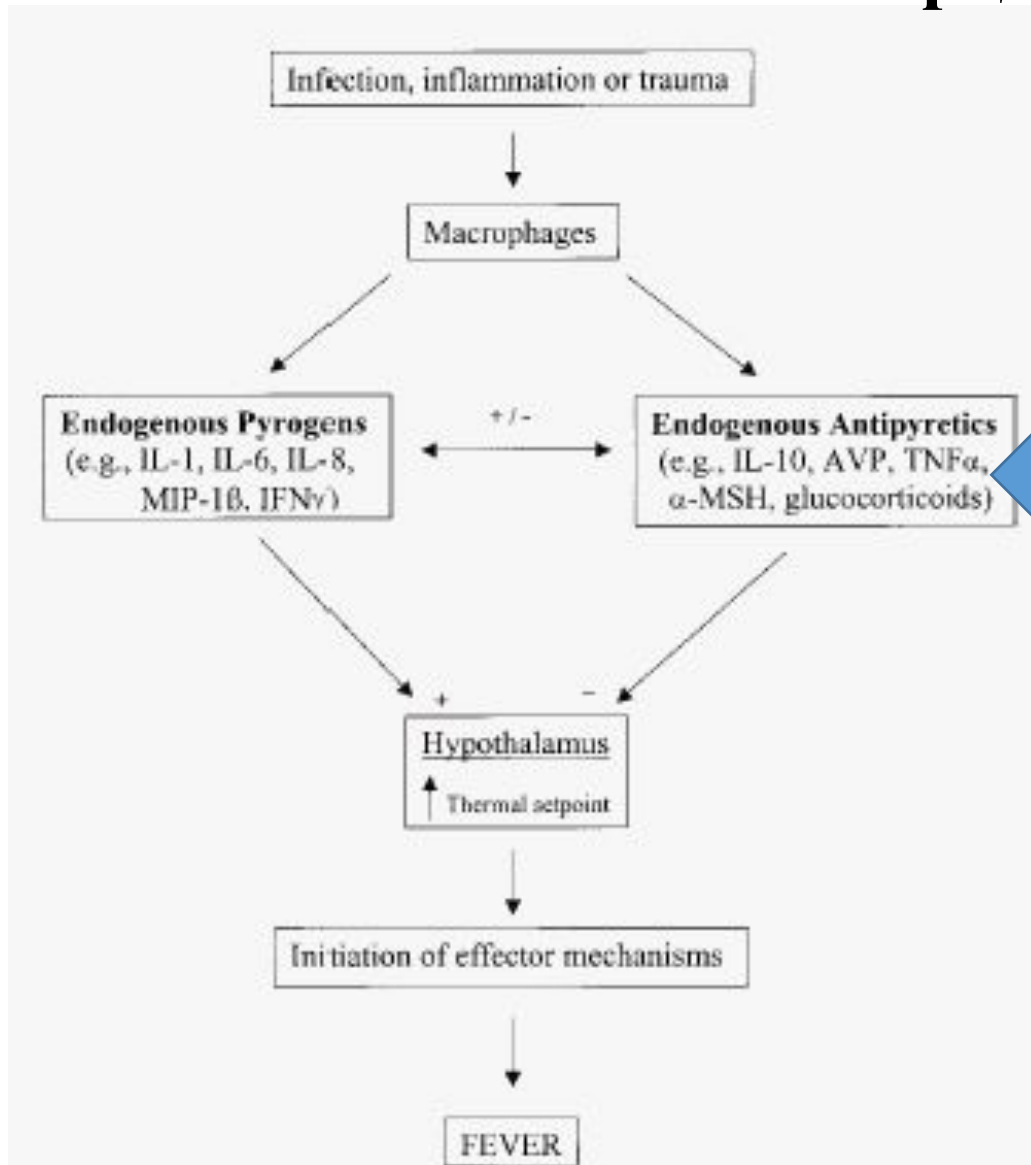 Infection, inflammation or trauma
Macrophages
Endogenous Pyrogens
(e.g., IL-1, IL-6, IL-8,
MIP-1ß, IFNγ)
+ / -
Endogenous Antipyretics
(e.g., IL-10, AVP, TNFα,
α-MSH, glucocorticoids)
+
-
Hypothalamus
Thermal setpoint
Initiation of effector mechanisms
FEVER